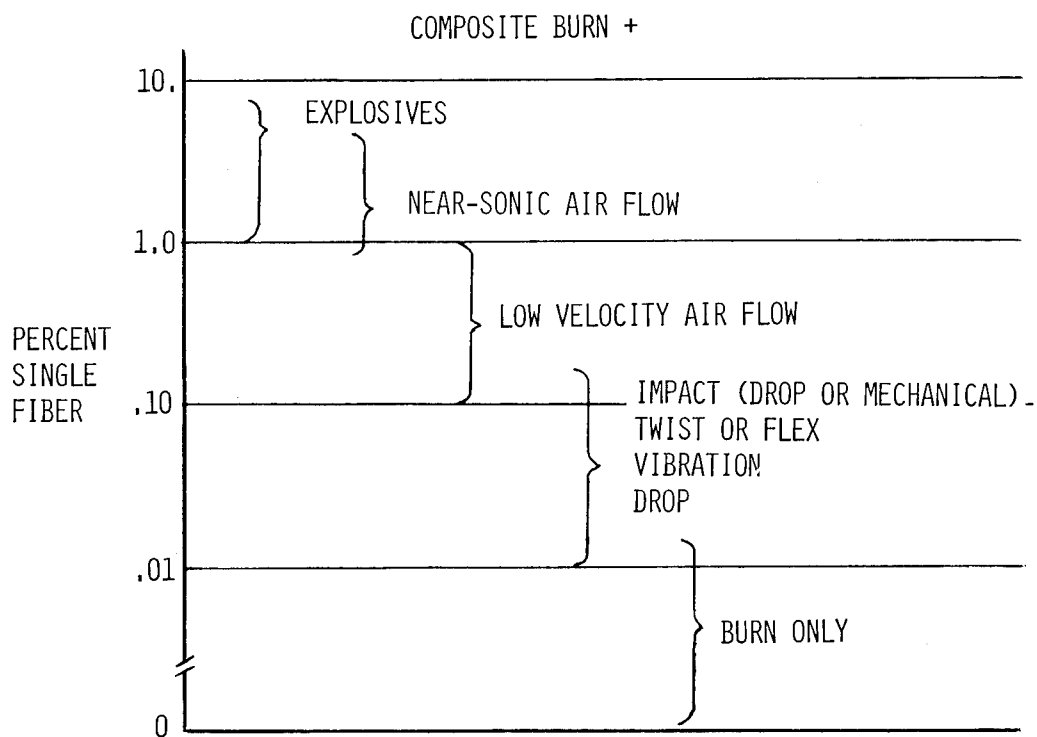 COMPOSITE BURN +
10.
EXPLOSIVES
NEAR-SONIC AIR FLOW
1.0
LOW VELOCITY AIR FLOW
PERCENT
SINGLE
FIBER
.10
IMPACT (DROP OR MECHANICAL)
TWIST OR FLEX
VIBRATION
DROP
.01
BURN ONLY
0